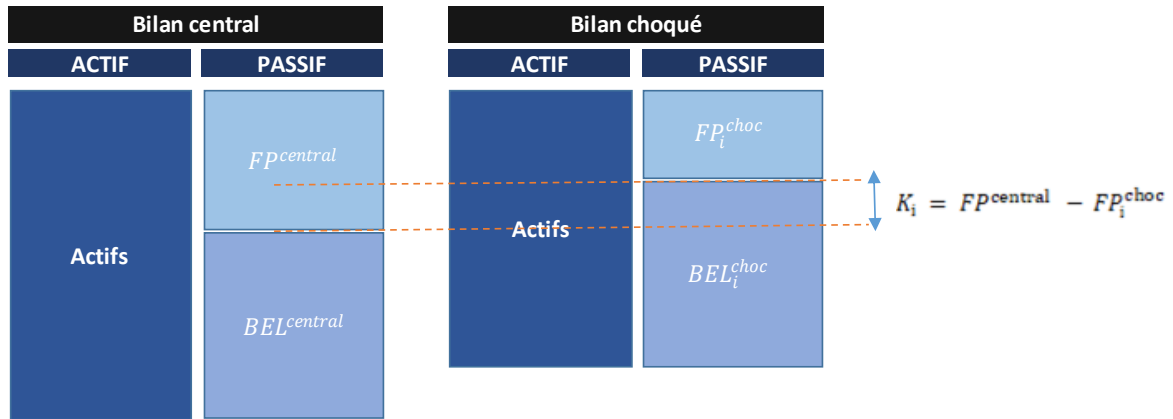 Bilan central
Bilan choqué
ACTIF
PASSIF
ACTIF
PASSIF
FP^central
FP_i^choc
K_i = FP^central − FP_i^choc
Actifs
Actifs
BEL_i^choc
BEL^central